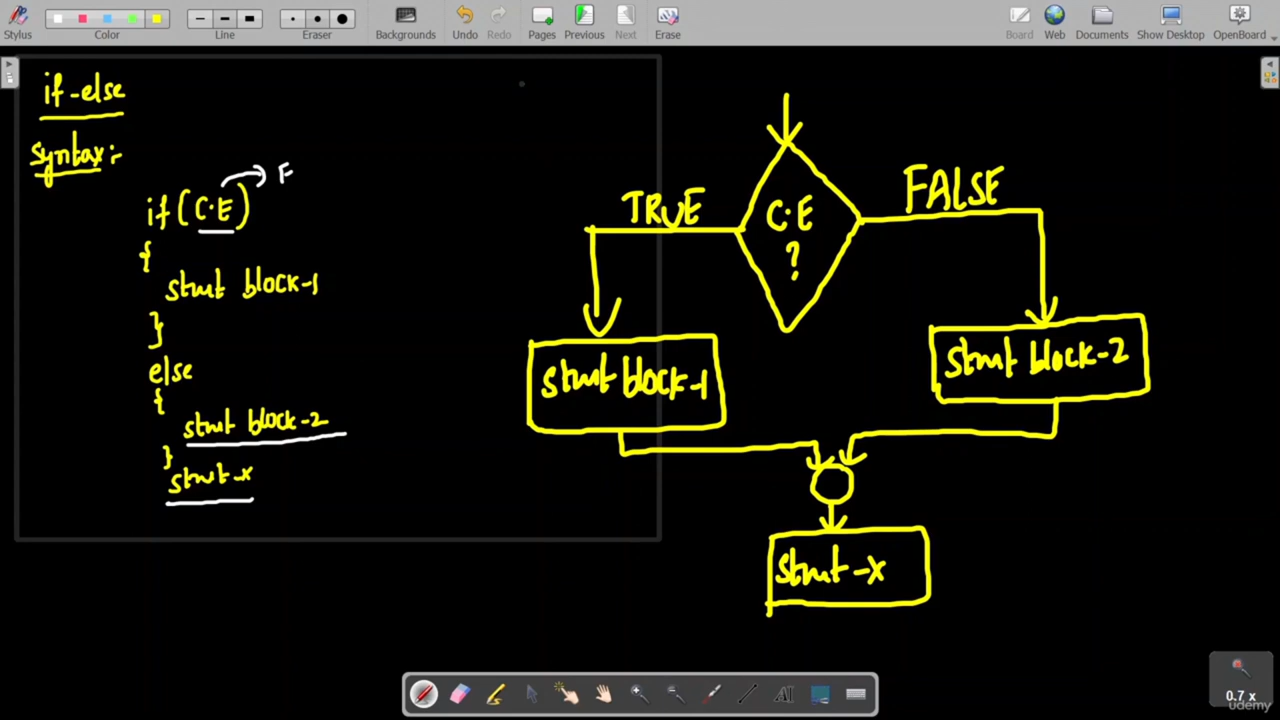 Stylus
Color
Line
Eraser
Backgrounds
Undo
Redo
Pages
Previous
Next
Erase
Board
Web
Documents
Show Desktop
OpenBoard
if-else
syntax:-
if(C.E) → F
{
stmt block-1
}
else
{
stmt block-2
}
stmt-x
C.E
?
TRUE
FALSE
stmt block-1
stmt block-2
stmt-x
AI
0.7 x
udemy